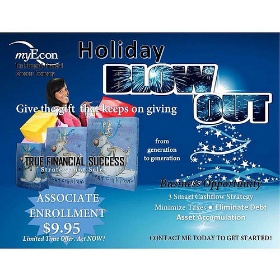 myEcon
Holiday
BLOW
OUT
Give the gift that keeps on giving
from
generation
to generation
TRUE FINANCIAL SUCCESS
Business Opportunity
3 Smart Cashflow Strategy
Minimize Taxes • Eliminate Debt
Asset Accumulation
ASSOCIATE
ENROLLMENT
$9.95
Limited Time Offer. Act NOW!
CONTACT ME TODAY TO GET STARTED!